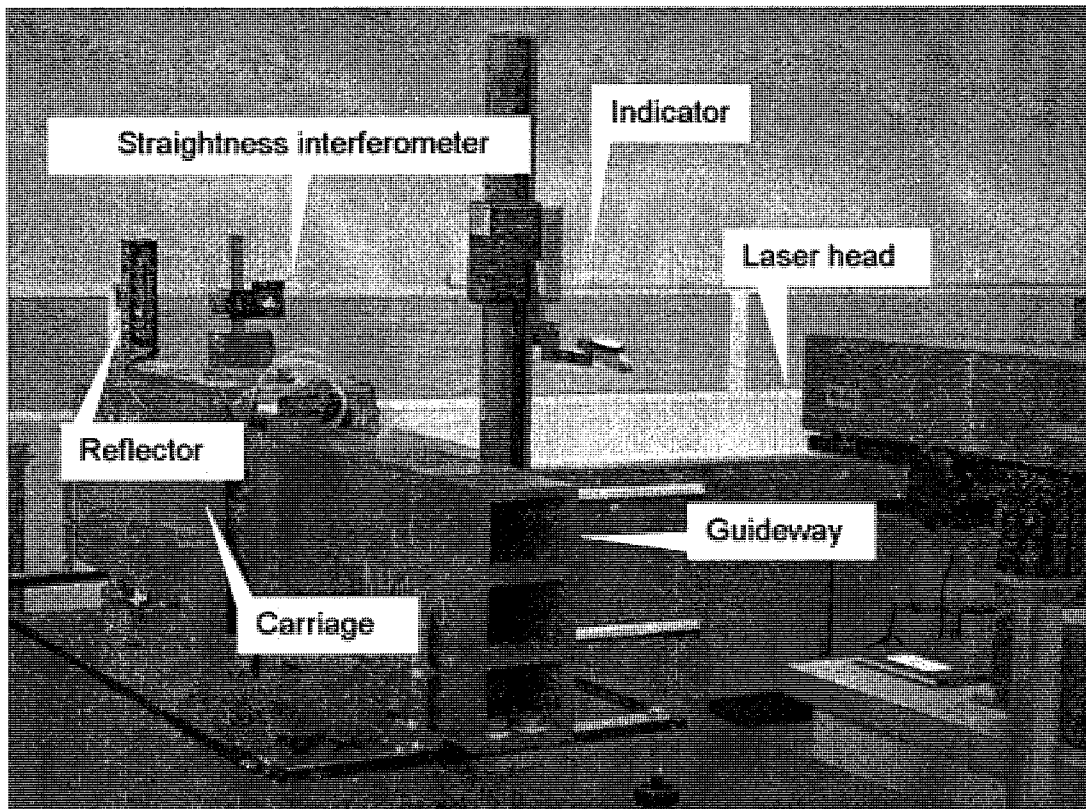 Indicator
Straightness interferometer
Laser head
Reflector
Guideway
Carriage